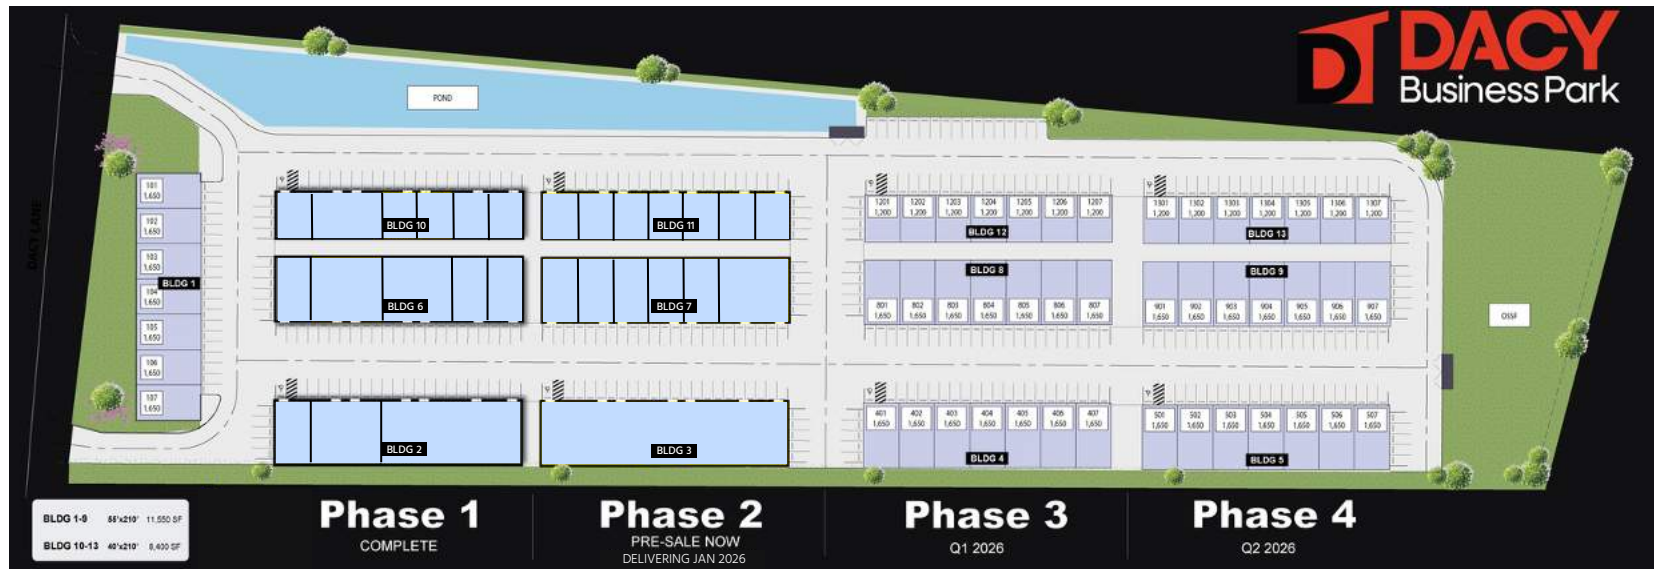 DACY
Business Park
POND
DACY LANE
101
1,650
102
1,650
103
1,650
104
1,650
105
1,650
106
1,650
107
1,650
BLDG 1
BLDG 10
BLDG 11
1201 1202 1203 1204 1205 1206 1207
1,200 1,200 1,200 1,200 1,200 1,200 1,200
BLDG 12
1301 1302 1303 1304 1305 1306 1307
1,200 1,200 1,200 1,200 1,200 1,200 1,200
BLDG 13
BLDG 6
BLDG 7
BLDG 8
801 802 803 804 805 806 807
1,650 1,650 1,650 1,650 1,650 1,650 1,650
BLDG 9
901 902 903 904 905 906 907
1,650 1,650 1,650 1,650 1,650 1,650 1,650
OSSF
BLDG 2
BLDG 3
401 402 403 404 405 406 407
1,650 1,650 1,650 1,650 1,650 1,650 1,650
BLDG 4
501 502 503 504 505 506 507
1,650 1,650 1,650 1,650 1,650 1,650 1,650
BLDG 5
BLDG 1-9 55'x210' 11,550 SF
BLDG 10-13 40'x210' 8,400 SF
Phase 1
COMPLETE
Phase 2
PRE-SALE NOW
DELIVERING JAN 2026
Phase 3
Q1 2026
Phase 4
Q2 2026